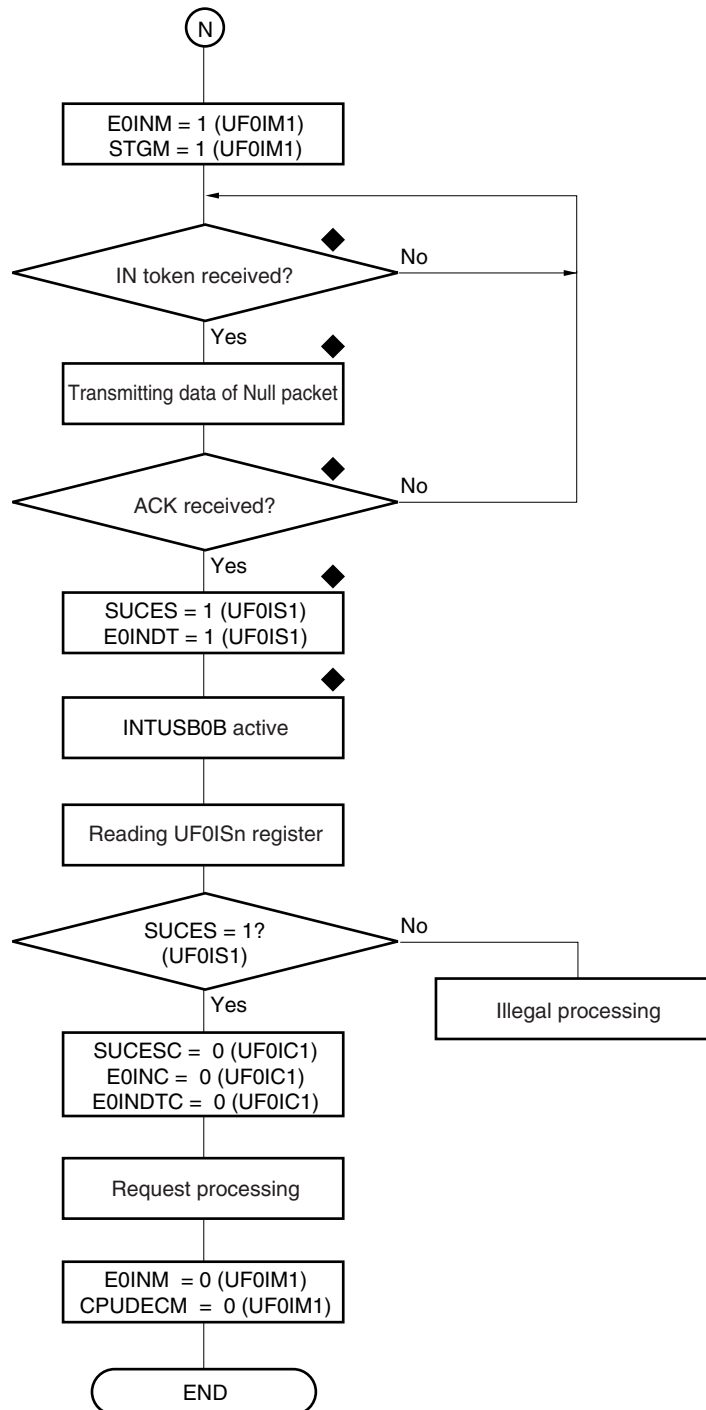 N
E0INM = 1 (UF0IM1)
STGM = 1 (UF0IM1)
IN token received?
No
Yes
Transmitting data of Null packet
ACK received?
No
Yes
SUCES = 1 (UF0IS1)
E0INDT = 1 (UF0IS1)
INTUSB0B active
Reading UF0ISn register
SUCES = 1?
(UF0IS1)
No
Yes
Illegal processing
SUCESC = 0 (UF0IC1)
E0INC = 0 (UF0IC1)
E0INDTC = 0 (UF0IC1)
Request processing
E0INM = 0 (UF0IM1)
CPUDECM = 0 (UF0IM1)
END